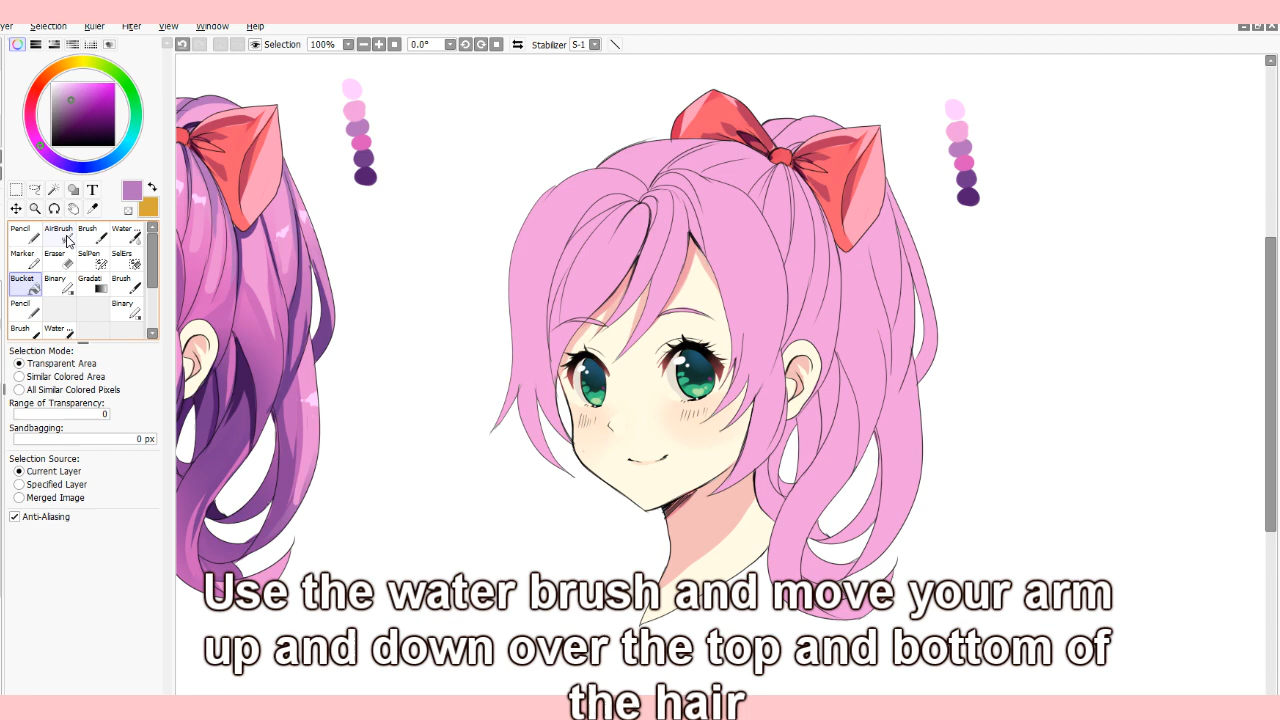 yer Selection Ruler Filter View Window Help
Selection 100% 0.0° Stabilizer S-1
T
Pencil AirBrush Brush Water ...
Marker Eraser SelPen SelErs
Bucket Binary Gradati Brush
Pencil Binary
Brush Water ...
Selection Mode:
Transparent Area
Similar Colored Area
All Similar Colored Pixels
Range of Transparency:
0
Sandbagging:
0 px
Selection Source:
Current Layer
Specified Layer
Merged Image
Anti-Aliasing
Use the water brush and move your arm
up and down over the top and bottom of
the hair